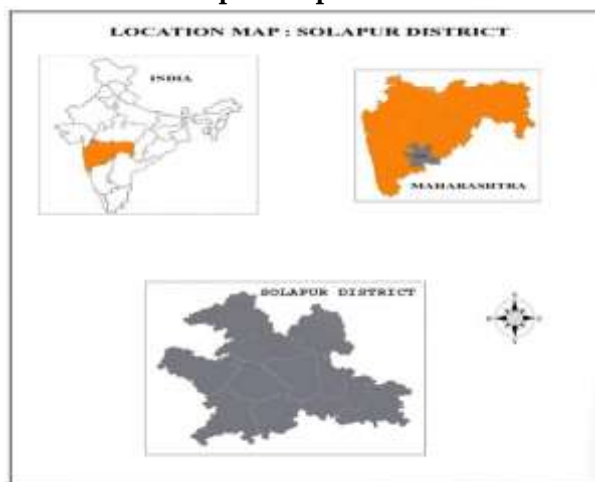 LOCATION MAP : SOLAPUR DISTRICT
INDIA
MAHARASHTRA
SOLAPUR DISTRICT